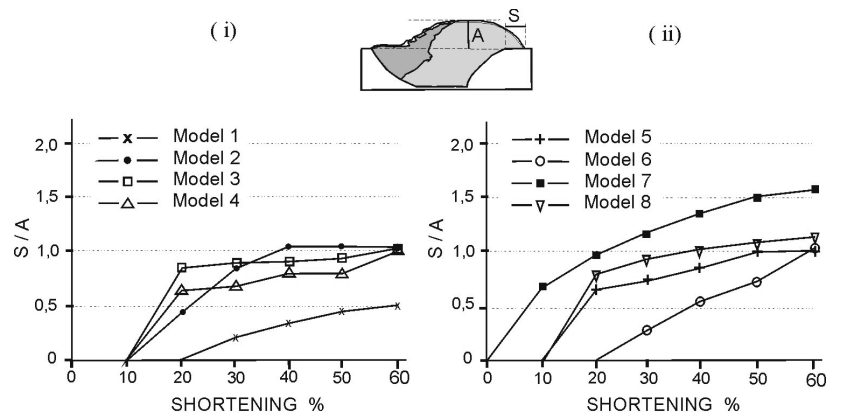 ( i )
S
A
( ii )
Model 1
Model 2
Model 3
Model 4
2,0
1,5
1,0
0,5
0
S / A
0 10 20 30 40 50 60
SHORTENING %
Model 5
Model 6
Model 7
Model 8
2,0
1,5
1,0
0,5
0
S / A
0 10 20 30 40 50 60
SHORTENING %